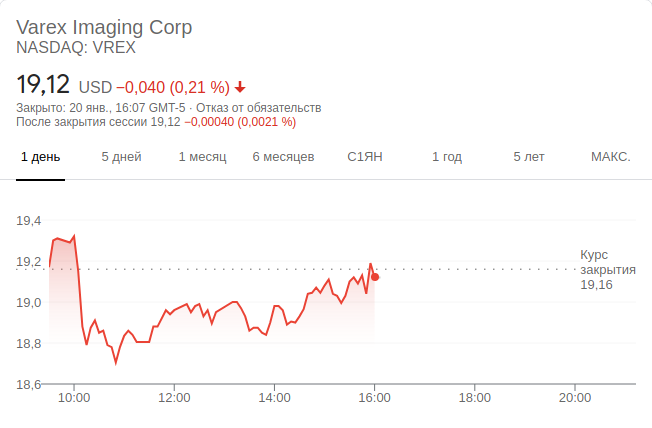 Varex Imaging Corp
NASDAQ: VREX
19,12 USD −0,040 (0,21 %)
Закрыто: 20 янв., 16:07 GMT-5 · Отказ от обязательств
После закрытия сессии 19,12 −0,00040 (0,0021 %)
1 день 5 дней 1 месяц 6 месяцев С1ЯН 1 год 5 лет МАКС.
19,4
19,2
19,0
18,8
18,6
Курс
закрытия
19,16
10:00 12:00 14:00 16:00 18:00 20:00